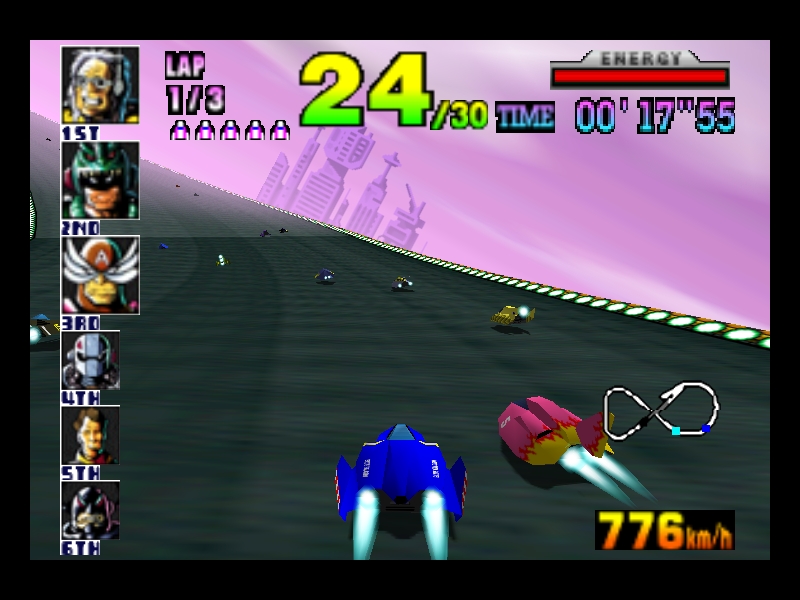 ENERGY
LAP
1/3
24/30
TIME 00'17"55
1ST
2ND
3RD
4TH
5TH
6TH
776km/h